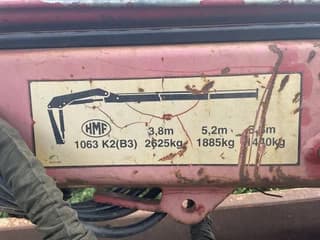 HMF 3,8m 5,2m
1063 K2(B3) 2625kg 1885kg 1440kg